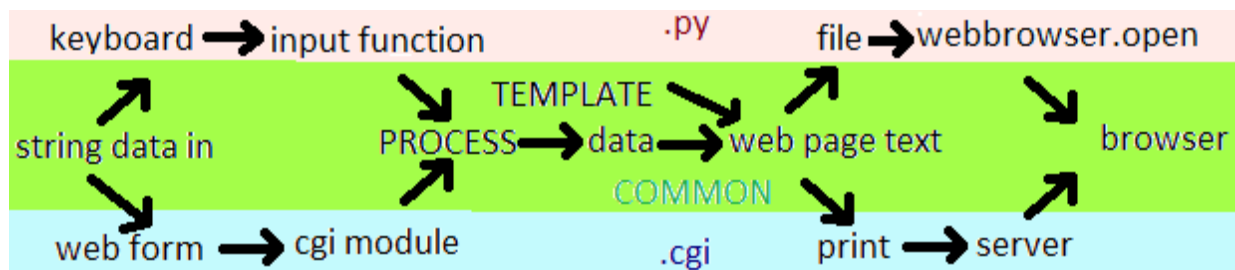 keyboard input function .py file webbrowser.open
TEMPLATE
string data in PROCESS data web page text browser
COMMON
web form cgi module .cgi print server